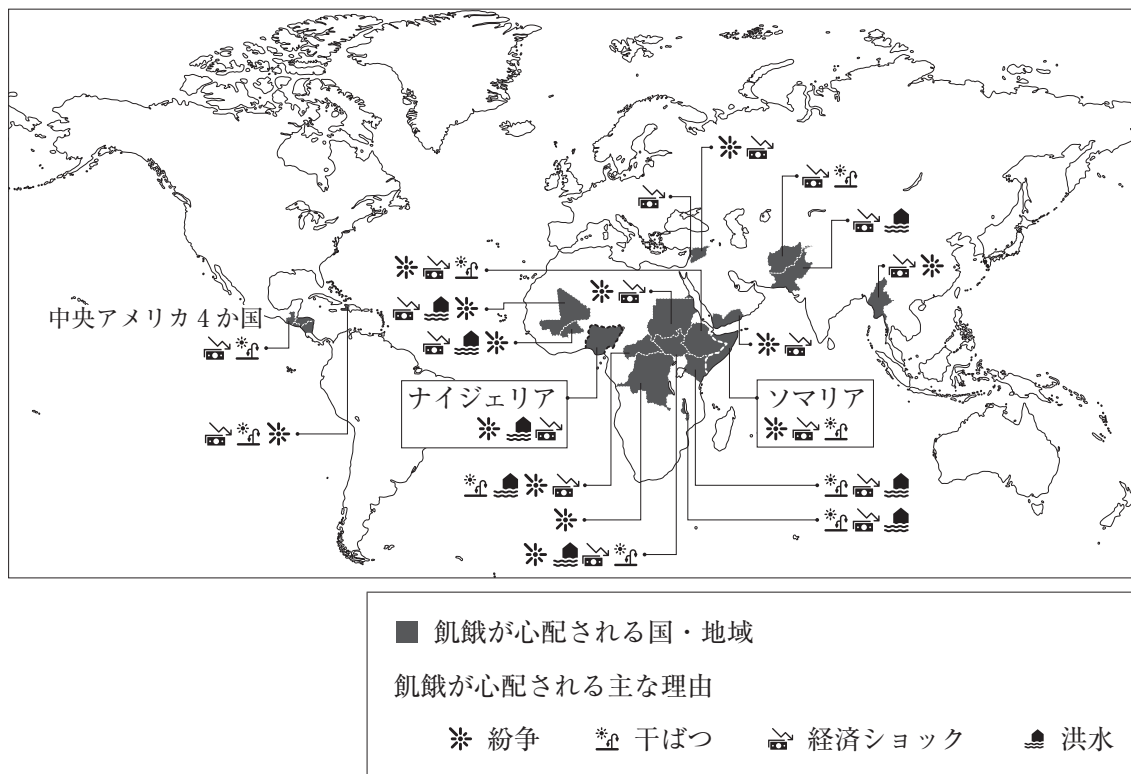 中央アメリカ4か国
ナイジェリア
ソマリア
飢餓が心配される国・地域
飢餓が心配される主な理由
紛争 干ばつ 経済ショック 洪水